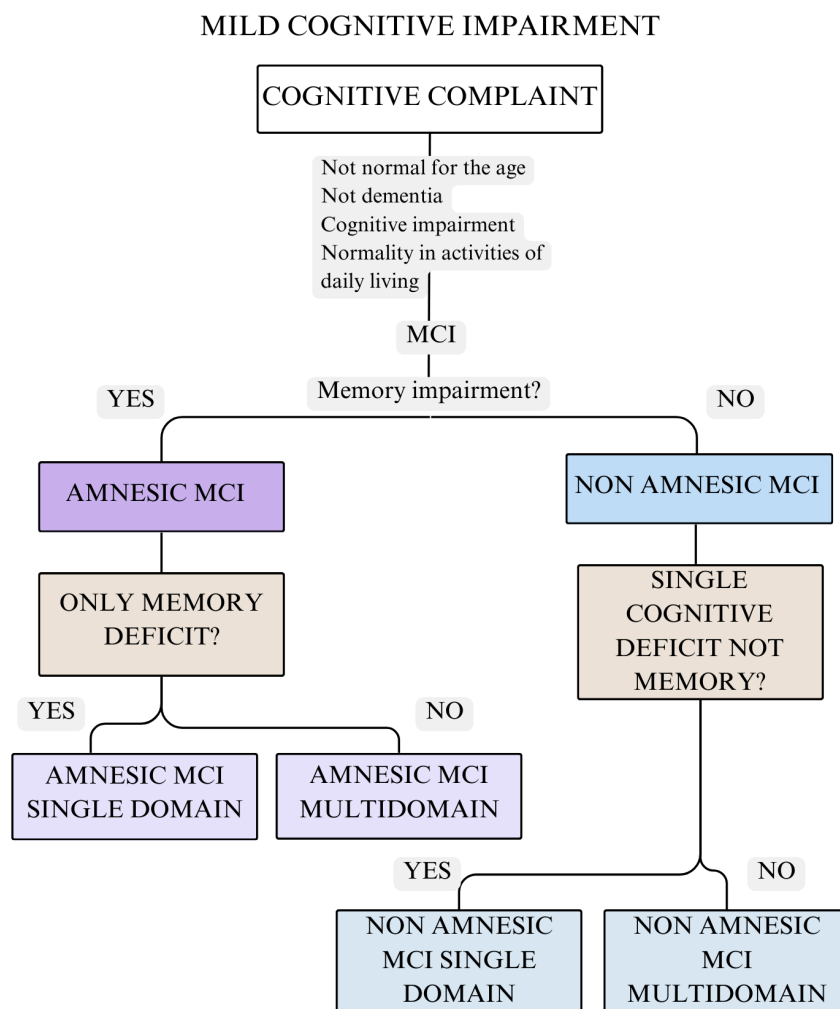 MILD COGNITIVE IMPAIRMENT
COGNITIVE COMPLAINT
Not normal for the age
Not dementia
Cognitive impairment
Normality in activities of
daily living
MCI
Memory impairment?
YES
NO
AMNESIC MCI
NON AMNESIC MCI
ONLY MEMORY
DEFICIT?
SINGLE
COGNITIVE
DEFICIT NOT
MEMORY?
YES
NO
AMNESIC MCI
SINGLE DOMAIN
AMNESIC MCI
MULTIDOMAIN
YES
NO
NON AMNESIC
MCI SINGLE
DOMAIN
NON AMNESIC
MCI
MULTIDOMAIN